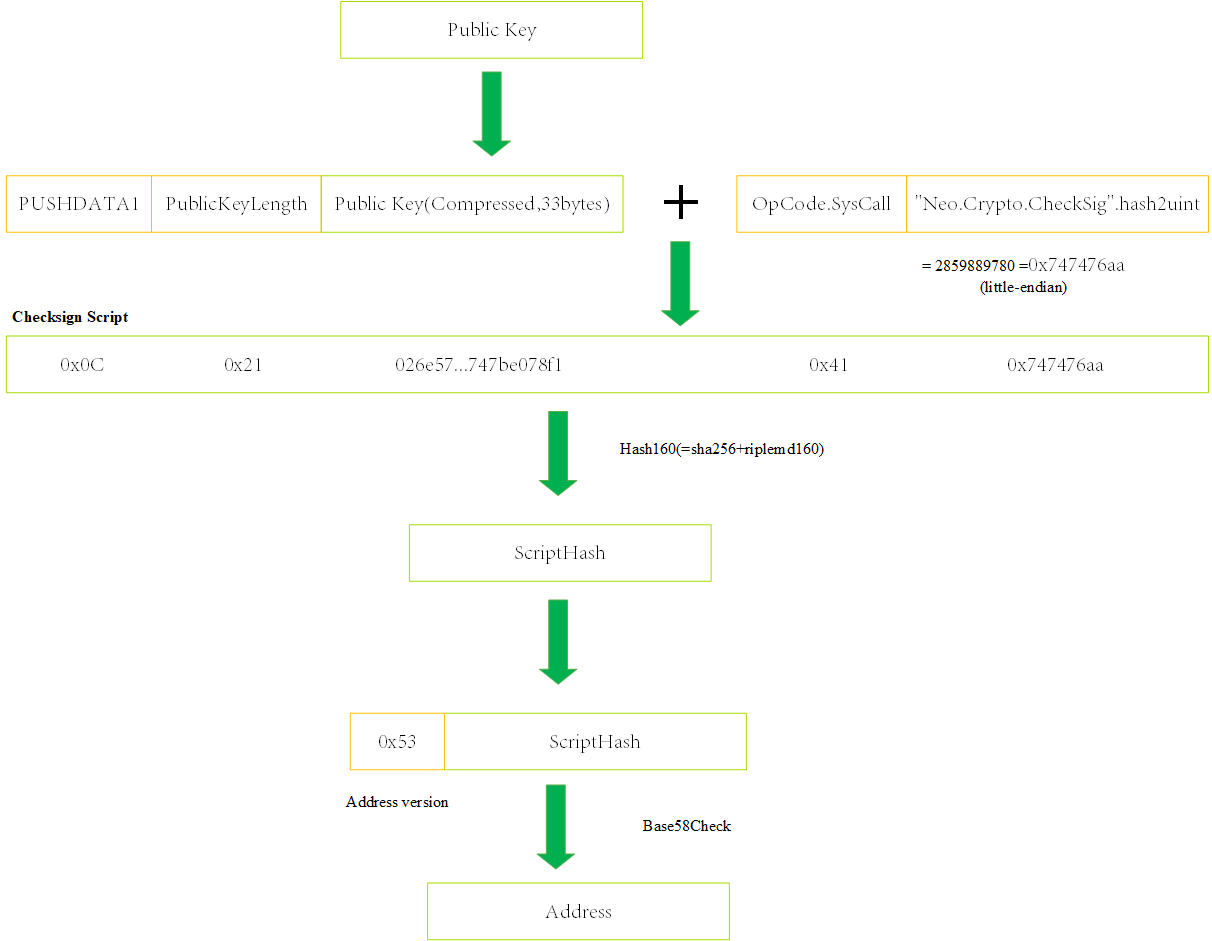 Public Key
PUSHDATA1 PublicKeyLength Public Key(Compressed,33bytes) + OpCode.SysCall "Neo.Crypto.CheckSig".hash2uint
= 2859889780 =0x747476aa
(little-endian)
Checksign Script
0x0C 0x21 026e57...747be078f1 0x41 0x747476aa
Hash160(=sha256+riplemd160)
ScriptHash
0x53 ScriptHash
Address version
Base58Check
Address